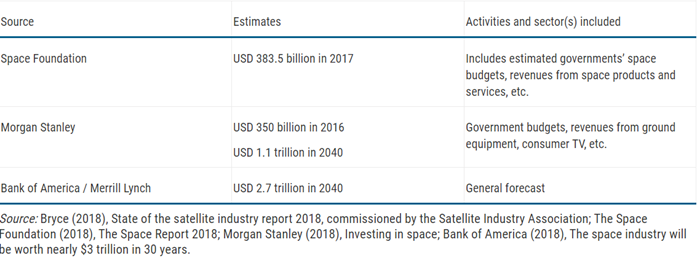 Source Estimates Activities and sector(s) included
Space Foundation USD 383.5 billion in 2017 Includes estimated governments’ space
budgets, revenues from space products and
services, etc.
Morgan Stanley USD 350 billion in 2016 Government budgets, revenues from ground
equipment, consumer TV, etc.
USD 1.1 trillion in 2040
Bank of America / Merrill Lynch USD 2.7 trillion in 2040 General forecast
Source: Bryce (2018), State of the satellite industry report 2018, commissioned by the Satellite Industry Association; The Space
Foundation (2018), The Space Report 2018; Morgan Stanley (2018), Investing in space; Bank of America (2018), The space industry will
be worth nearly $3 trillion in 30 years.